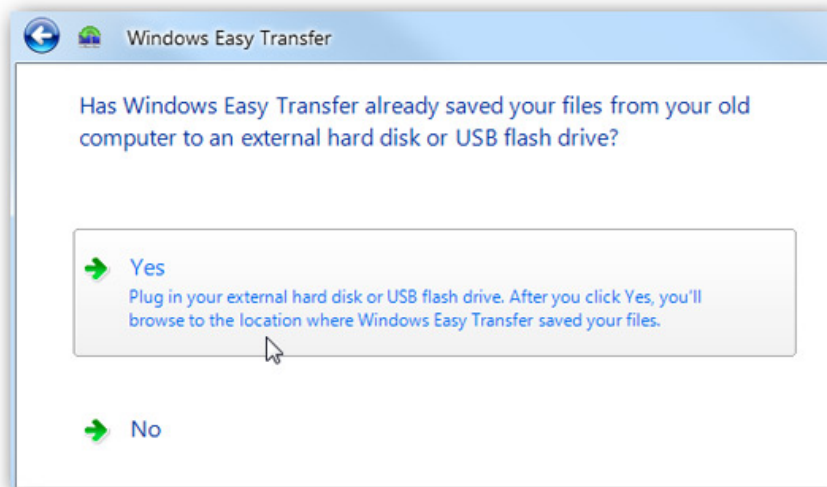 Windows Easy Transfer
Has Windows Easy Transfer already saved your files from your old
computer to an external hard disk or USB flash drive?
Yes
Plug in your external hard disk or USB flash drive. After you click Yes, you'll
browse to the location where Windows Easy Transfer saved your files.
No